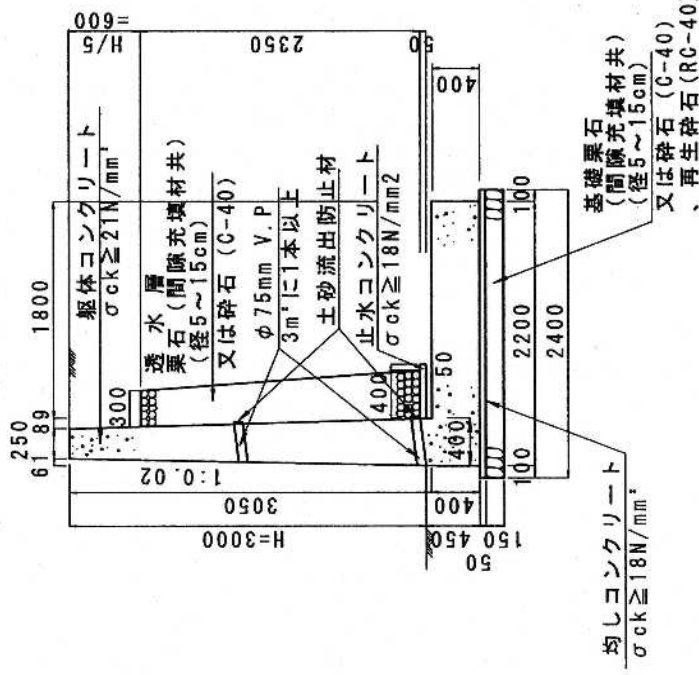 =600
H/5
2350
50
400
躯体コンクリート
σck≧21N/mm²
透水層
栗石(間隙充填材共)
(径5~15cm)
又は砕石(C-40)
φ75mm V.P
3m²に1本以上
土砂流出防止材
止水コンクリート
σck≧18N/mm2
基礎栗石
(間隙充填材共)
(径5~15cm)
又は砕石(C-40)
、再生砕石(RC-40)
1800
250
61 89
300
400
50
400
1:0.02
3050
400
H=3000
450
150
50
100
2200
100
2400
均しコンクリート
σck≧18N/mm²